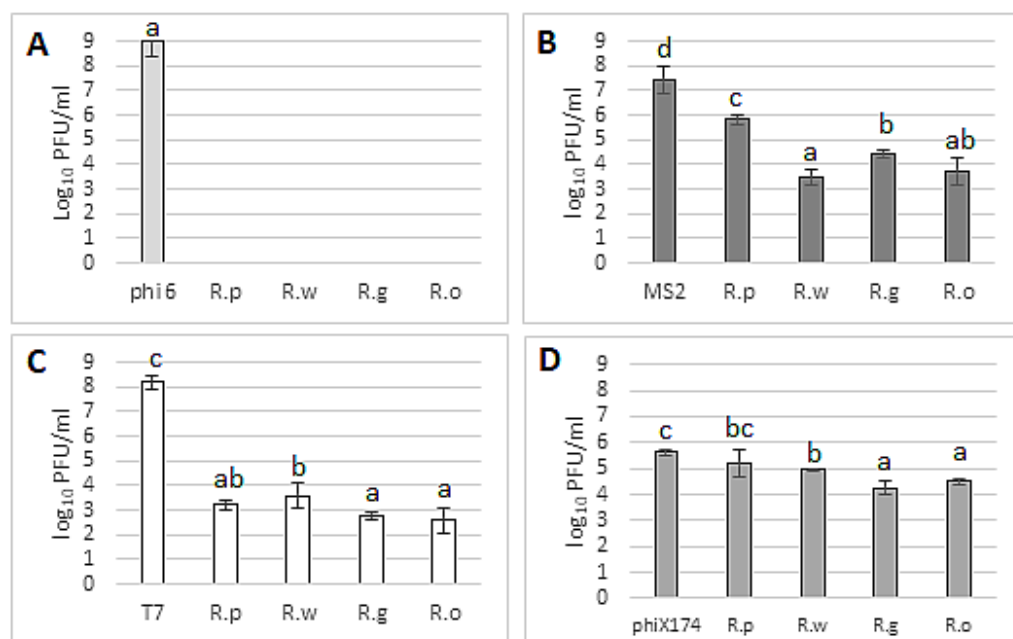 A
a
Log₁₀ PFU/ml
9
8
7
6
5
4
3
2
1
0
phi6 R.p R.w R.g R.o
B
d
c
a
b
ab
log₁₀ PFU/ml
9
8
7
6
5
4
3
2
1
0
MS2 R.p R.w R.g R.o
C
c
ab
b
a
a
log₁₀ PFU/ml
9
8
7
6
5
4
3
2
1
0
T7 R.p R.w R.g R.o
D
c
bc
b
a
a
log₁₀ PFU/ml
9
8
7
6
5
4
3
2
1
0
phiX174 R.p R.w R.g R.o